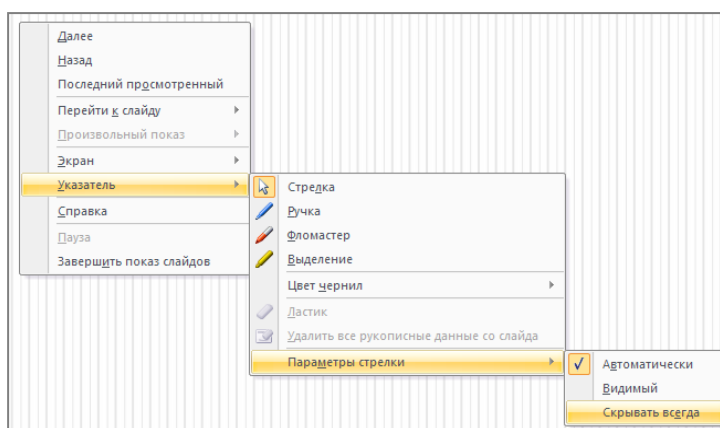 Далее
Назад
Последний просмотренный
Перейти к слайду
Произвольный показ
Экран
Указатель
Справка
Пауза
Завершить показ слайдов
Стрелка
Ручка
Фломастер
Выделение
Цвет чернил
Ластик
Удалить все рукописные данные со слайда
Параметры стрелки
Автоматически
Видимый
Скрывать всегда